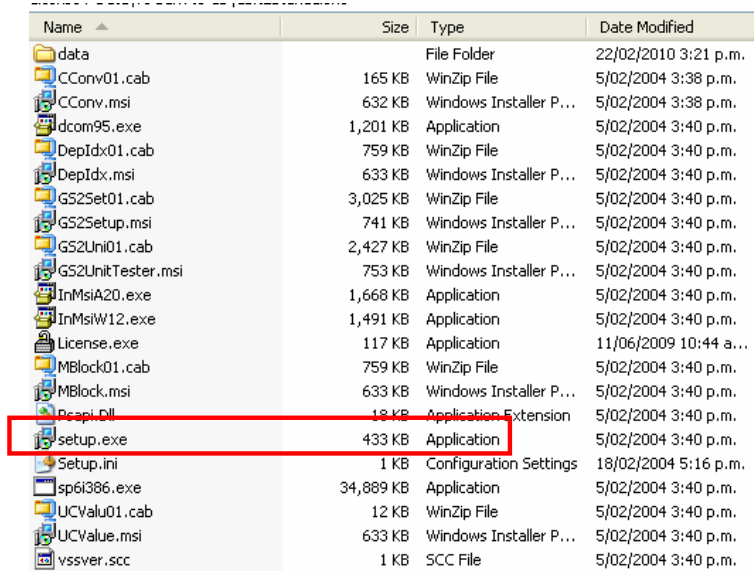 Name Size Type Date Modified
data File Folder 22/02/2010 3:21 p.m.
CConv01.cab 165 KB WinZip File 5/02/2004 3:38 p.m.
CConv.msi 632 KB Windows Installer P... 5/02/2004 3:38 p.m.
dcom95.exe 1,201 KB Application 5/02/2004 3:40 p.m.
DepIdx01.cab 759 KB WinZip File 5/02/2004 3:40 p.m.
DepIdx.msi 633 KB Windows Installer P... 5/02/2004 3:40 p.m.
GS2Set01.cab 3,025 KB WinZip File 5/02/2004 3:40 p.m.
GS2Setup.msi 741 KB Windows Installer P... 5/02/2004 3:40 p.m.
GS2Uni01.cab 2,427 KB WinZip File 5/02/2004 3:40 p.m.
GS2UnitTester.msi 753 KB Windows Installer P... 5/02/2004 3:40 p.m.
InMsiA20.exe 1,668 KB Application 5/02/2004 3:40 p.m.
InMsiW12.exe 1,491 KB Application 5/02/2004 3:40 p.m.
License.exe 117 KB Application 11/06/2009 10:44 a...
MBlock01.cab 759 KB WinZip File 5/02/2004 3:40 p.m.
MBlock.msi 633 KB Windows Installer P... 5/02/2004 3:40 p.m.
Psapi.Dll 18 KB Application Extension 5/02/2004 3:40 p.m.
setup.exe 433 KB Application 5/02/2004 3:40 p.m.
Setup.ini 1 KB Configuration Settings 18/02/2004 5:16 p.m.
sp6i386.exe 34,889 KB Application 5/02/2004 3:40 p.m.
UCValu01.cab 12 KB WinZip File 5/02/2004 3:40 p.m.
UCValue.msi 633 KB Windows Installer P... 5/02/2004 3:40 p.m.
vssver.scc 1 KB SCC File 5/02/2004 3:40 p.m.